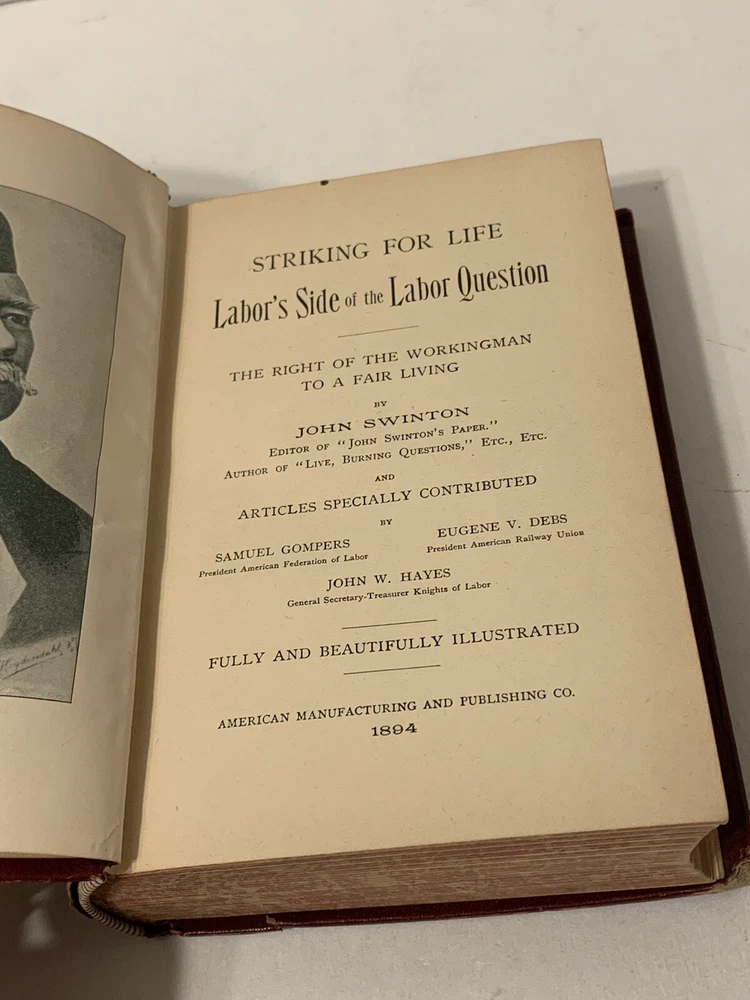 STRIKING FOR LIFE
Labor's Side of the Labor Question
THE RIGHT OF THE WORKINGMAN
TO A FAIR LIVING
BY
JOHN SWINTON
EDITOR OF "JOHN SWINTON'S PAPER."
AUTHOR OF "LIVE, BURNING QUESTIONS," ETC., ETC.
AND
ARTICLES SPECIALLY CONTRIBUTED
BY
SAMUEL GOMPERS
President American Federation of Labor
EUGENE V. DEBS
President American Railway Union
JOHN W. HAYES
General Secretary-Treasurer Knights of Labor
FULLY AND BEAUTIFULLY ILLUSTRATED
AMERICAN MANUFACTURING AND PUBLISHING CO.
1894